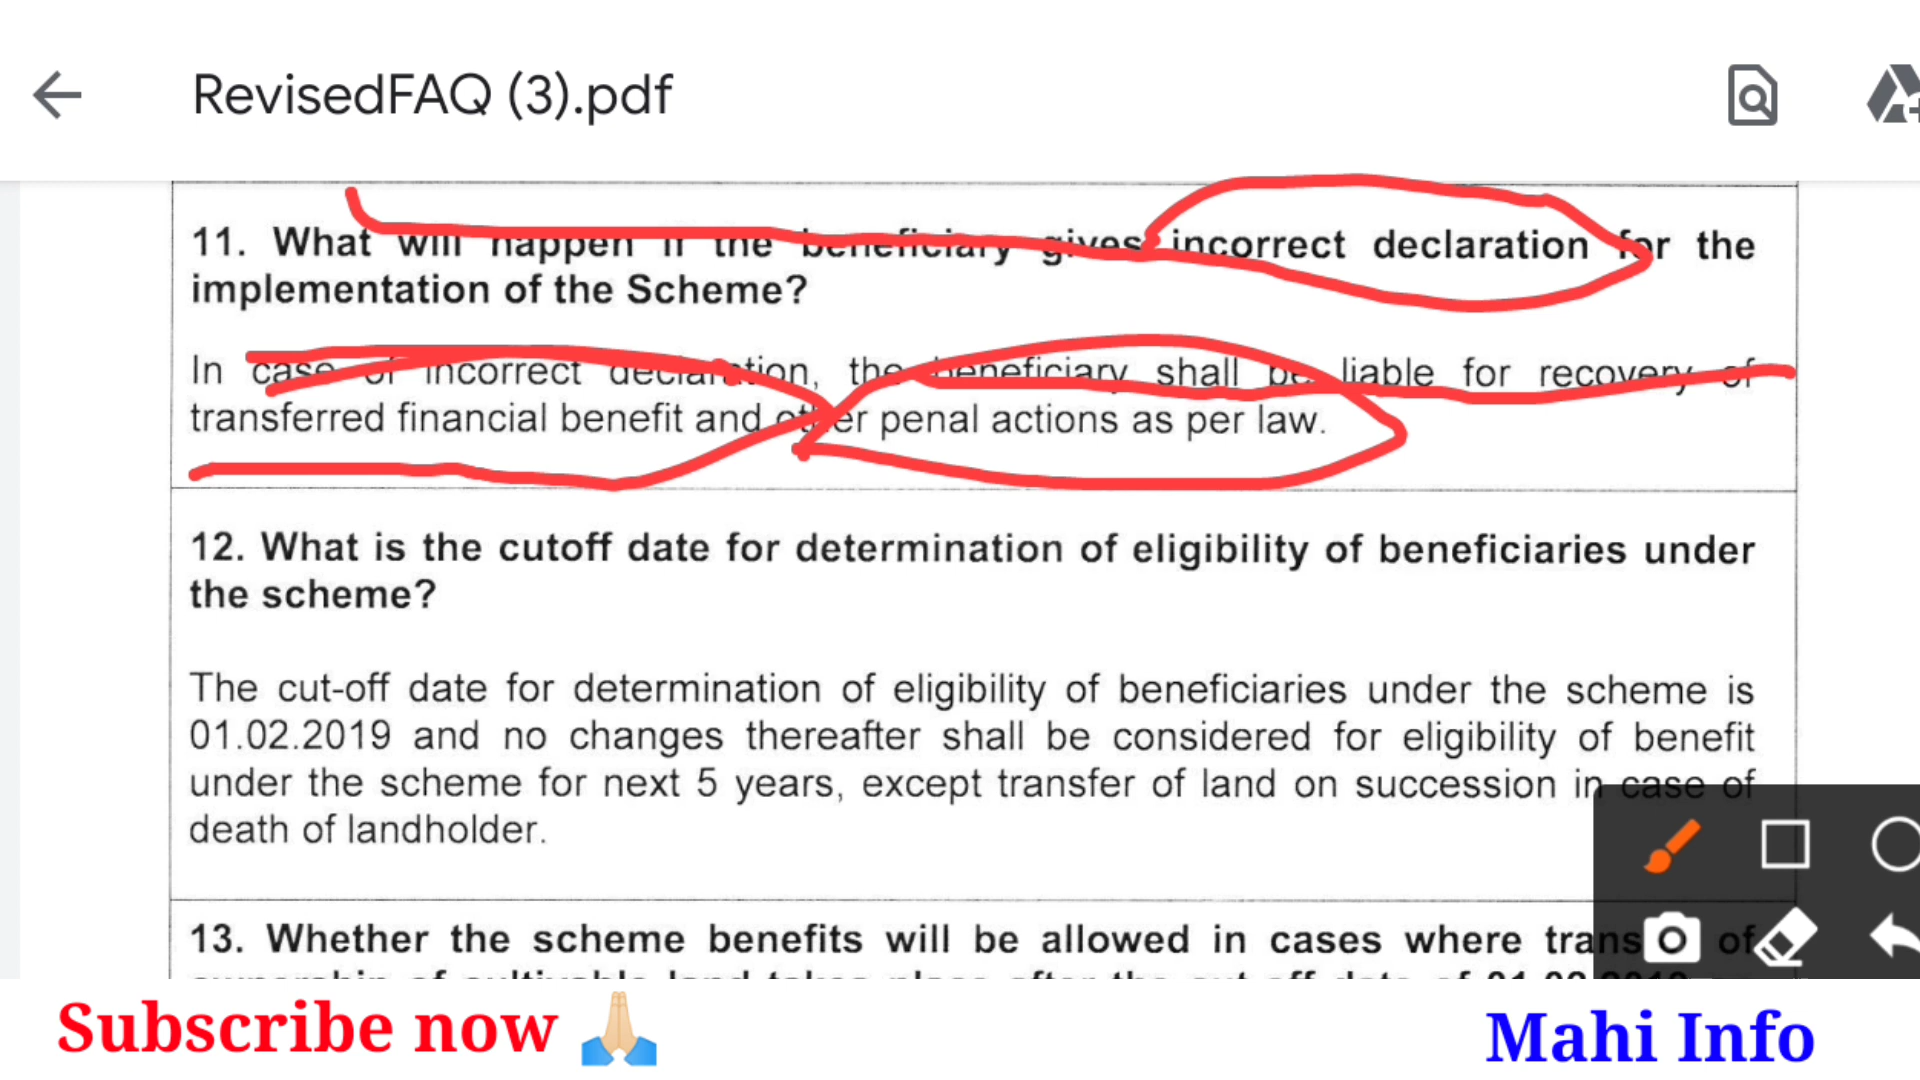 RevisedFAQ (3).pdf
11. What will happen if the beneficiary gives incorrect declaration for the
implementation of the Scheme?
In case of incorrect declaration, the beneficiary shall be liable for recovery of
transferred financial benefit and other penal actions as per law.
12. What is the cutoff date for determination of eligibility of beneficiaries under
the scheme?
The cut-off date for determination of eligibility of beneficiaries under the scheme is
01.02.2019 and no changes thereafter shall be considered for eligibility of benefit
under the scheme for next 5 years, except transfer of land on succession in case of
death of landholder.
13. Whether the scheme benefits will be allowed in cases where trans of
Subscribe now 🙏🏻
Mahi Info